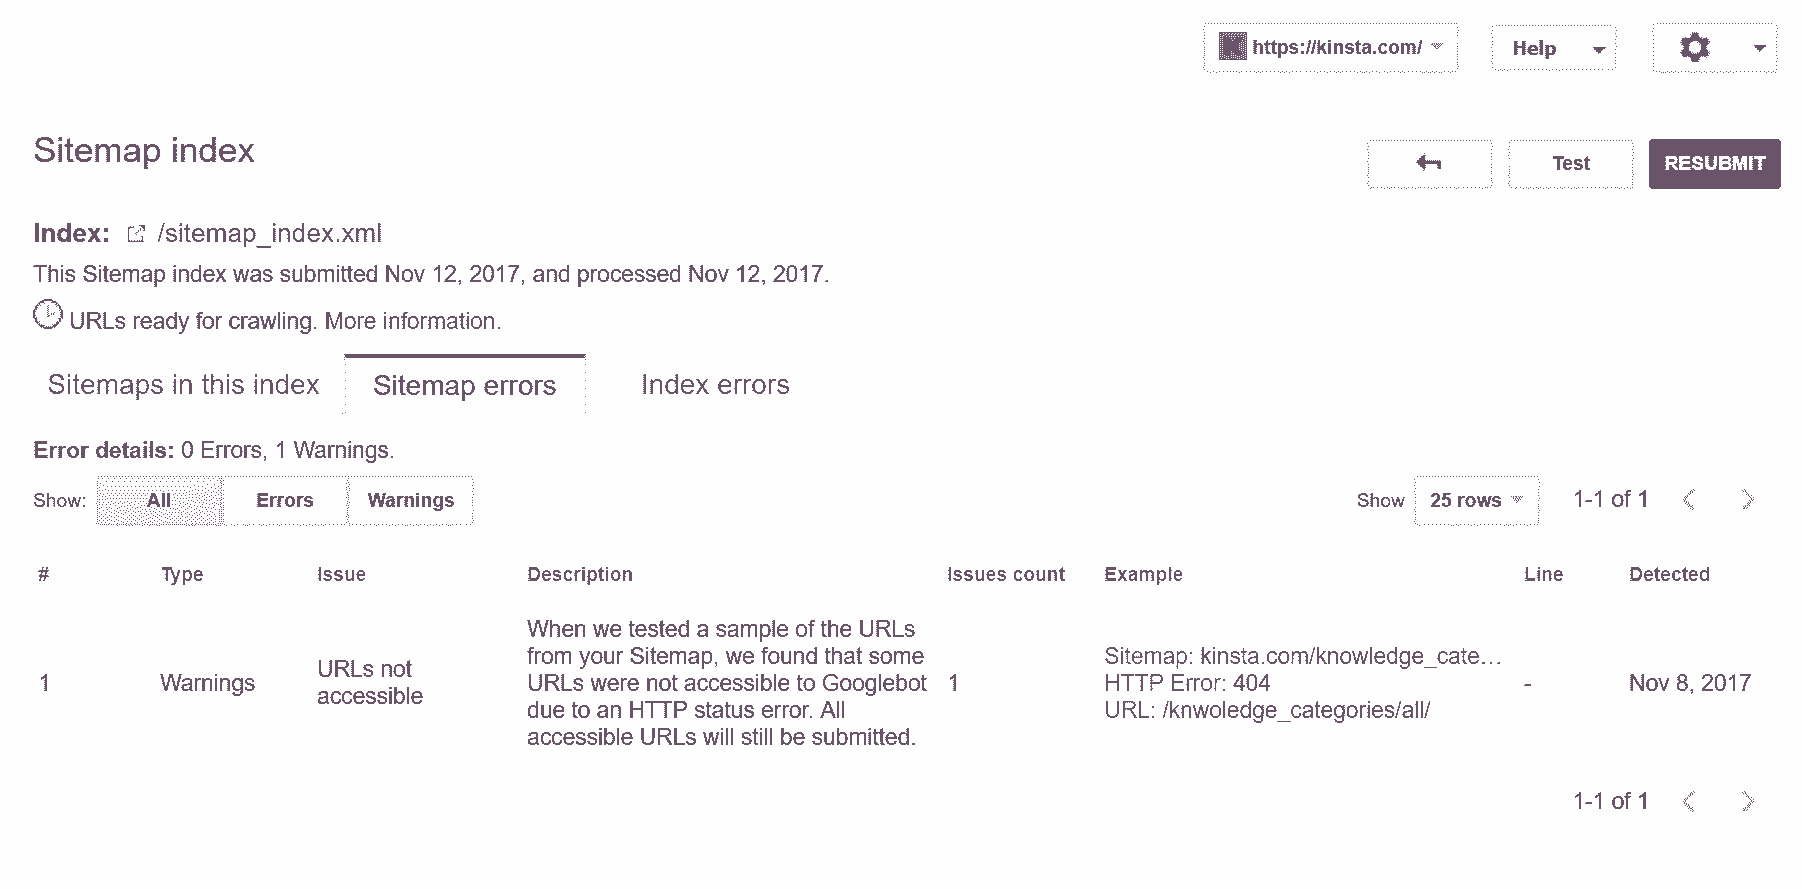 https://kinsta.com/ Help
Sitemap index
Test RESUBMIT
Index: /sitemap_index.xml
This Sitemap index was submitted Nov 12, 2017, and processed Nov 12, 2017.
URLs ready for crawling. More information.
Sitemaps in this index Sitemap errors Index errors
Error details: 0 Errors, 1 Warnings.
Show: All Errors Warnings Show 25 rows 1-1 of 1
# Type Issue Description Issues count Example Line Detected
1
Warnings
URLs not
accessible
When we tested a sample of the URLs
from your Sitemap, we found that some
URLs were not accessible to Googlebot
due to an HTTP status error. All
accessible URLs will still be submitted.
1
Sitemap: kinsta.com/knowledge_cate...
HTTP Error: 404
URL: /knwoledge_categories/all/
-
Nov 8, 2017
1-1 of 1